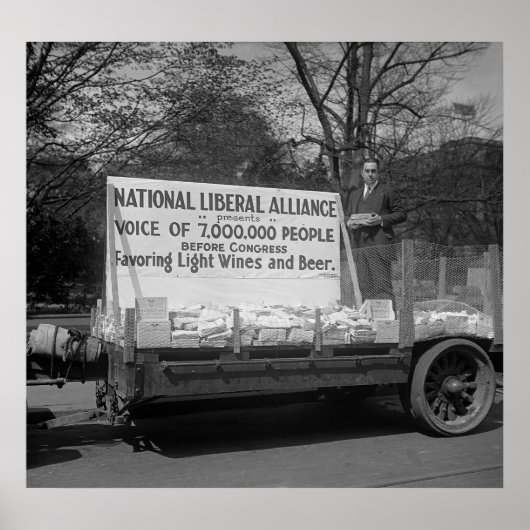 NATIONAL LIBERAL ALLIANCE
" presents "
VOICE OF 7,000,000 PEOPLE
BEFORE CONGRESS
Favoring Light Wines and Beer.